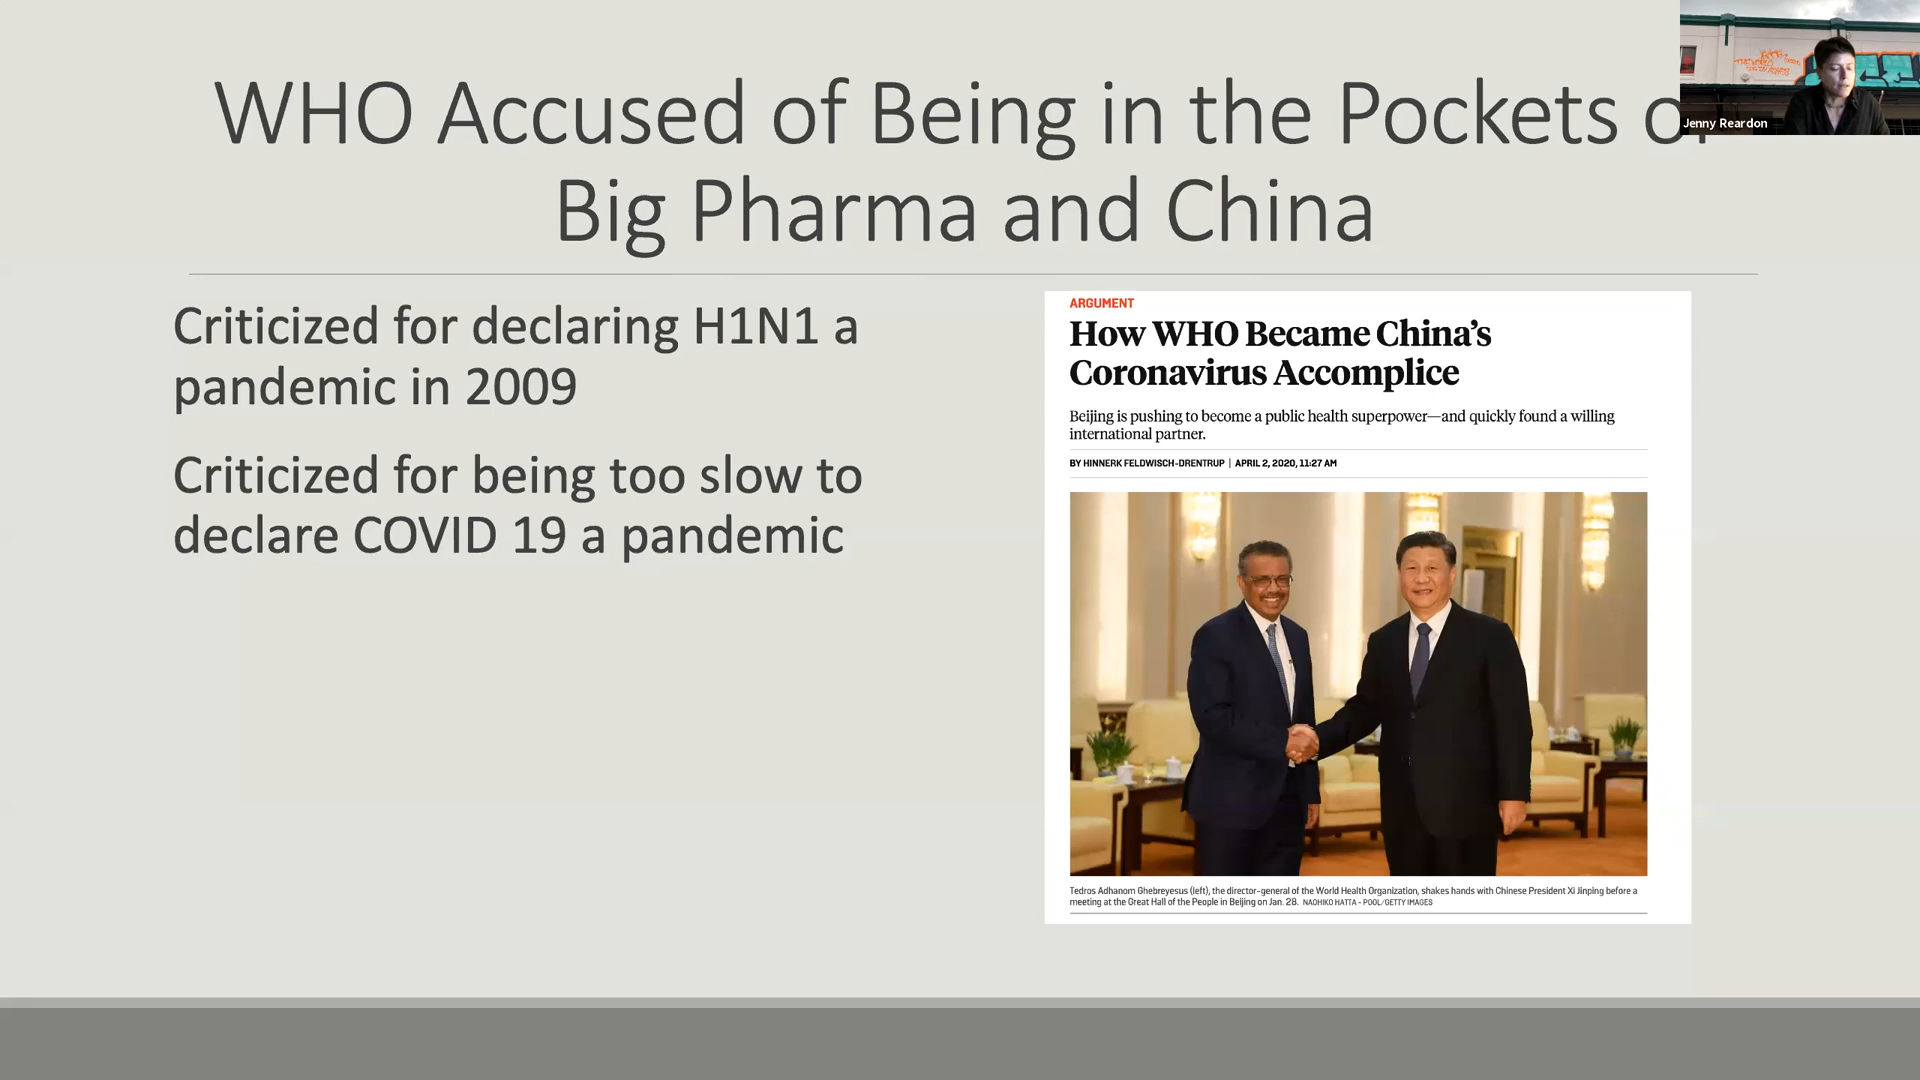 WHO Accused of Being in the Pockets
Big Pharma and China
Jenny Reardon
Criticized for declaring H1N1 a
pandemic in 2009
Criticized for being too slow to
declare COVID 19 a pandemic
ARGUMENT
How WHO Became China’s
Coronavirus Accomplice
Beijing is pushing to become a public health superpower—and quickly found a willing
international partner.
BY HINNERK FELDWISCH-DRENTRUP | APRIL 2, 2020, 11:27 AM
Tedros Adhanom Ghebreyesus (left), the director-general of the World Health Organization, shakes hands with Chinese President Xi Jinping before a
meeting at the Great Hall of the People in Beijing on Jan. 28. NAOHIKO HATTA - POOL/GETTY IMAGES